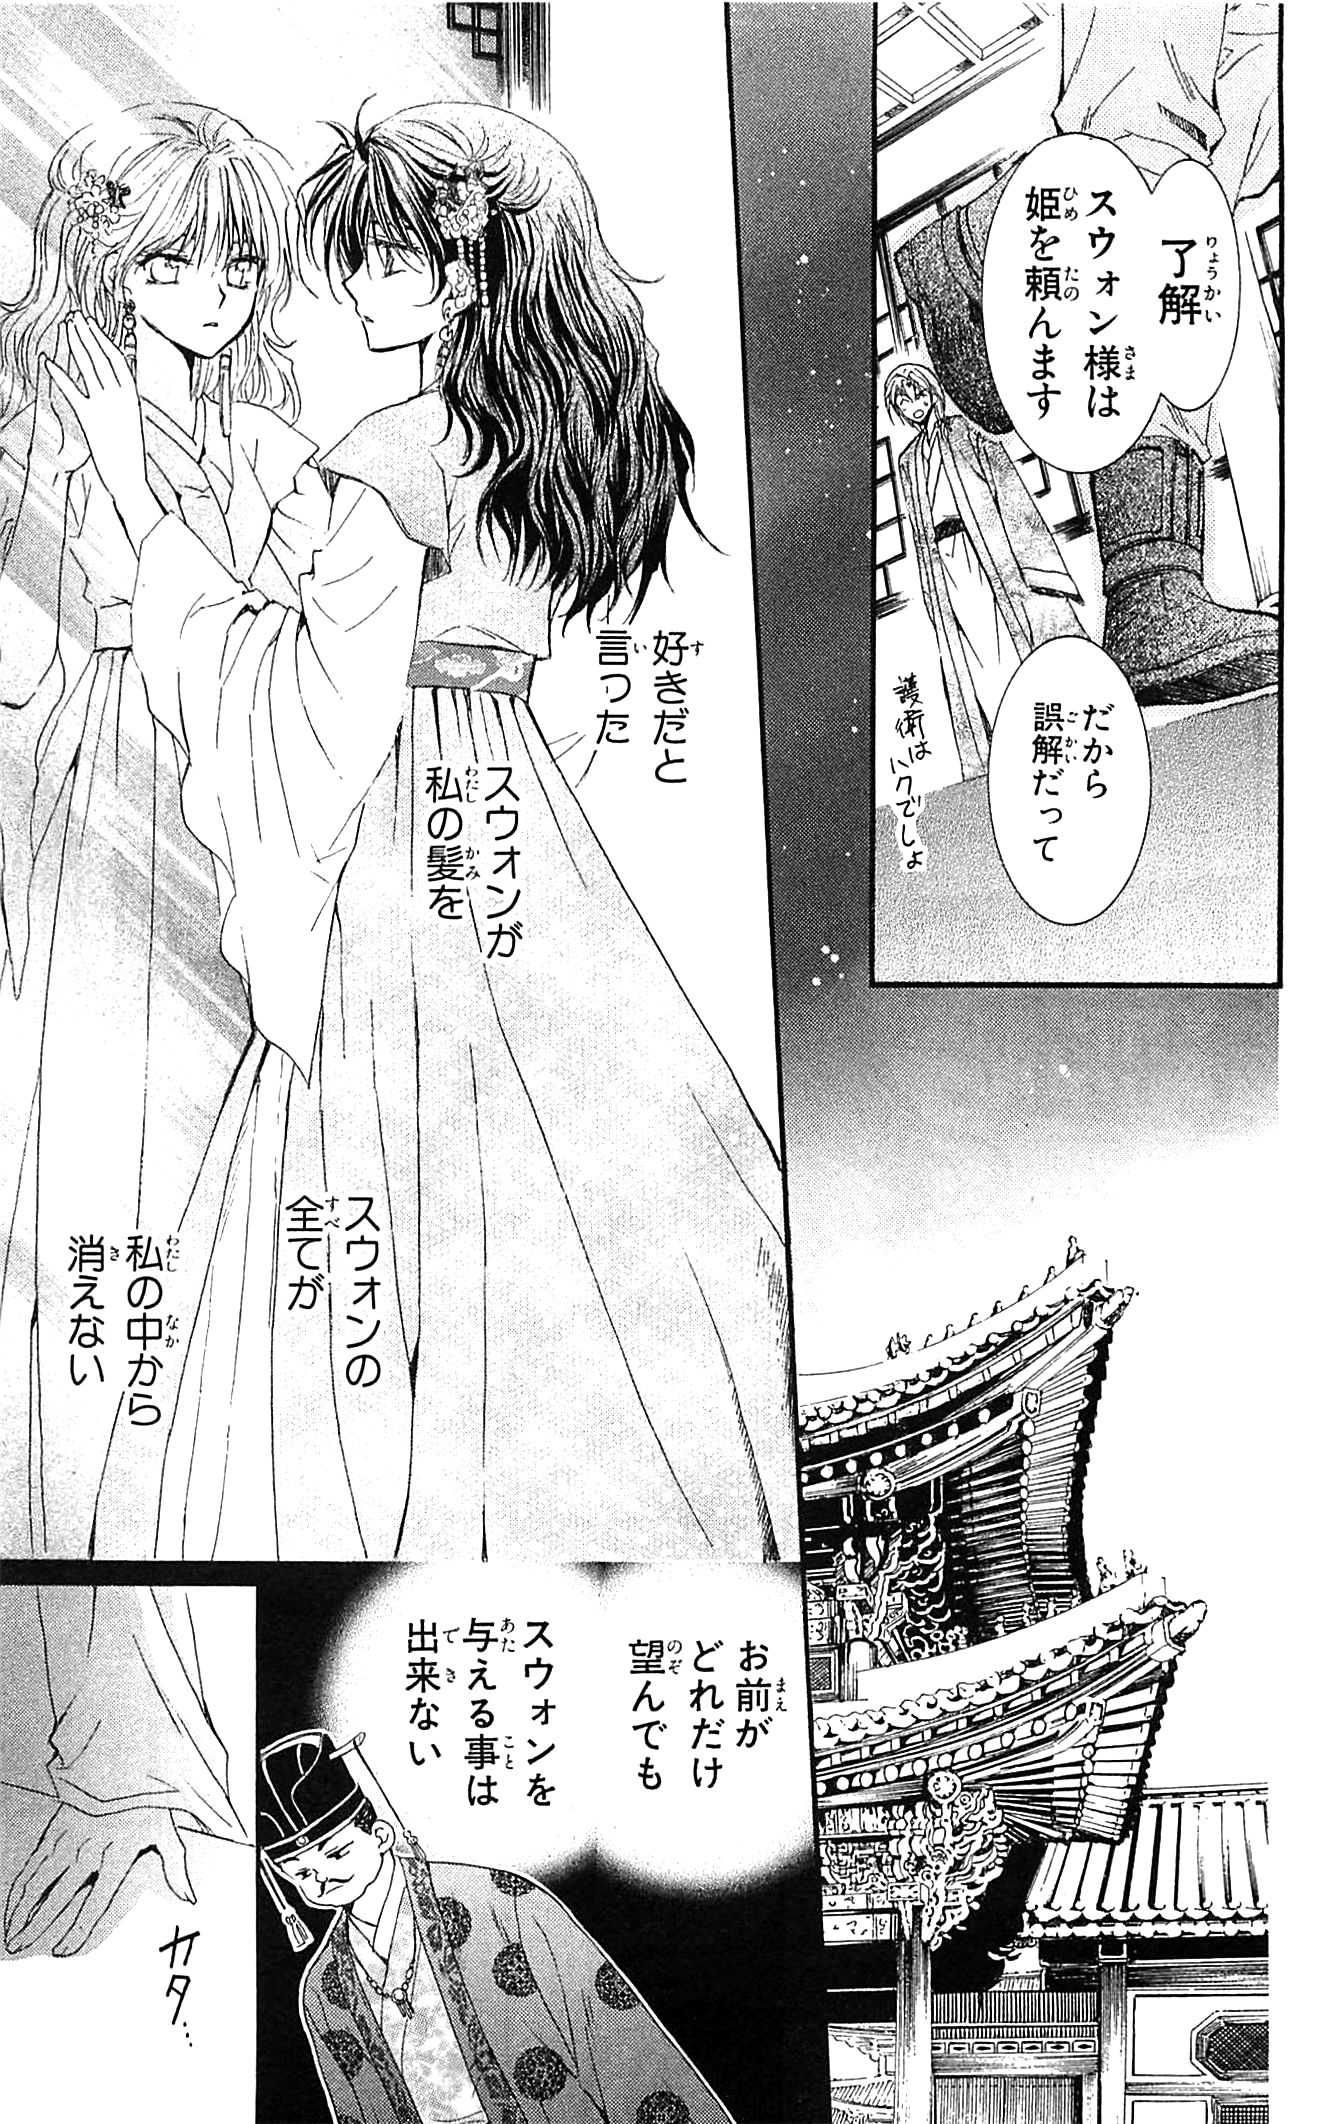 了解
スウォン様は
姫を頼んます
だから
誤解だって
護衛は
ハクでしょ
好きだと
言った
スウォンが
私の髪を
スウォンの
全てが
私の中から
消えない
お前が
どれだけ
望んでも
スウォンを
与える事は
出来ない
カタ…